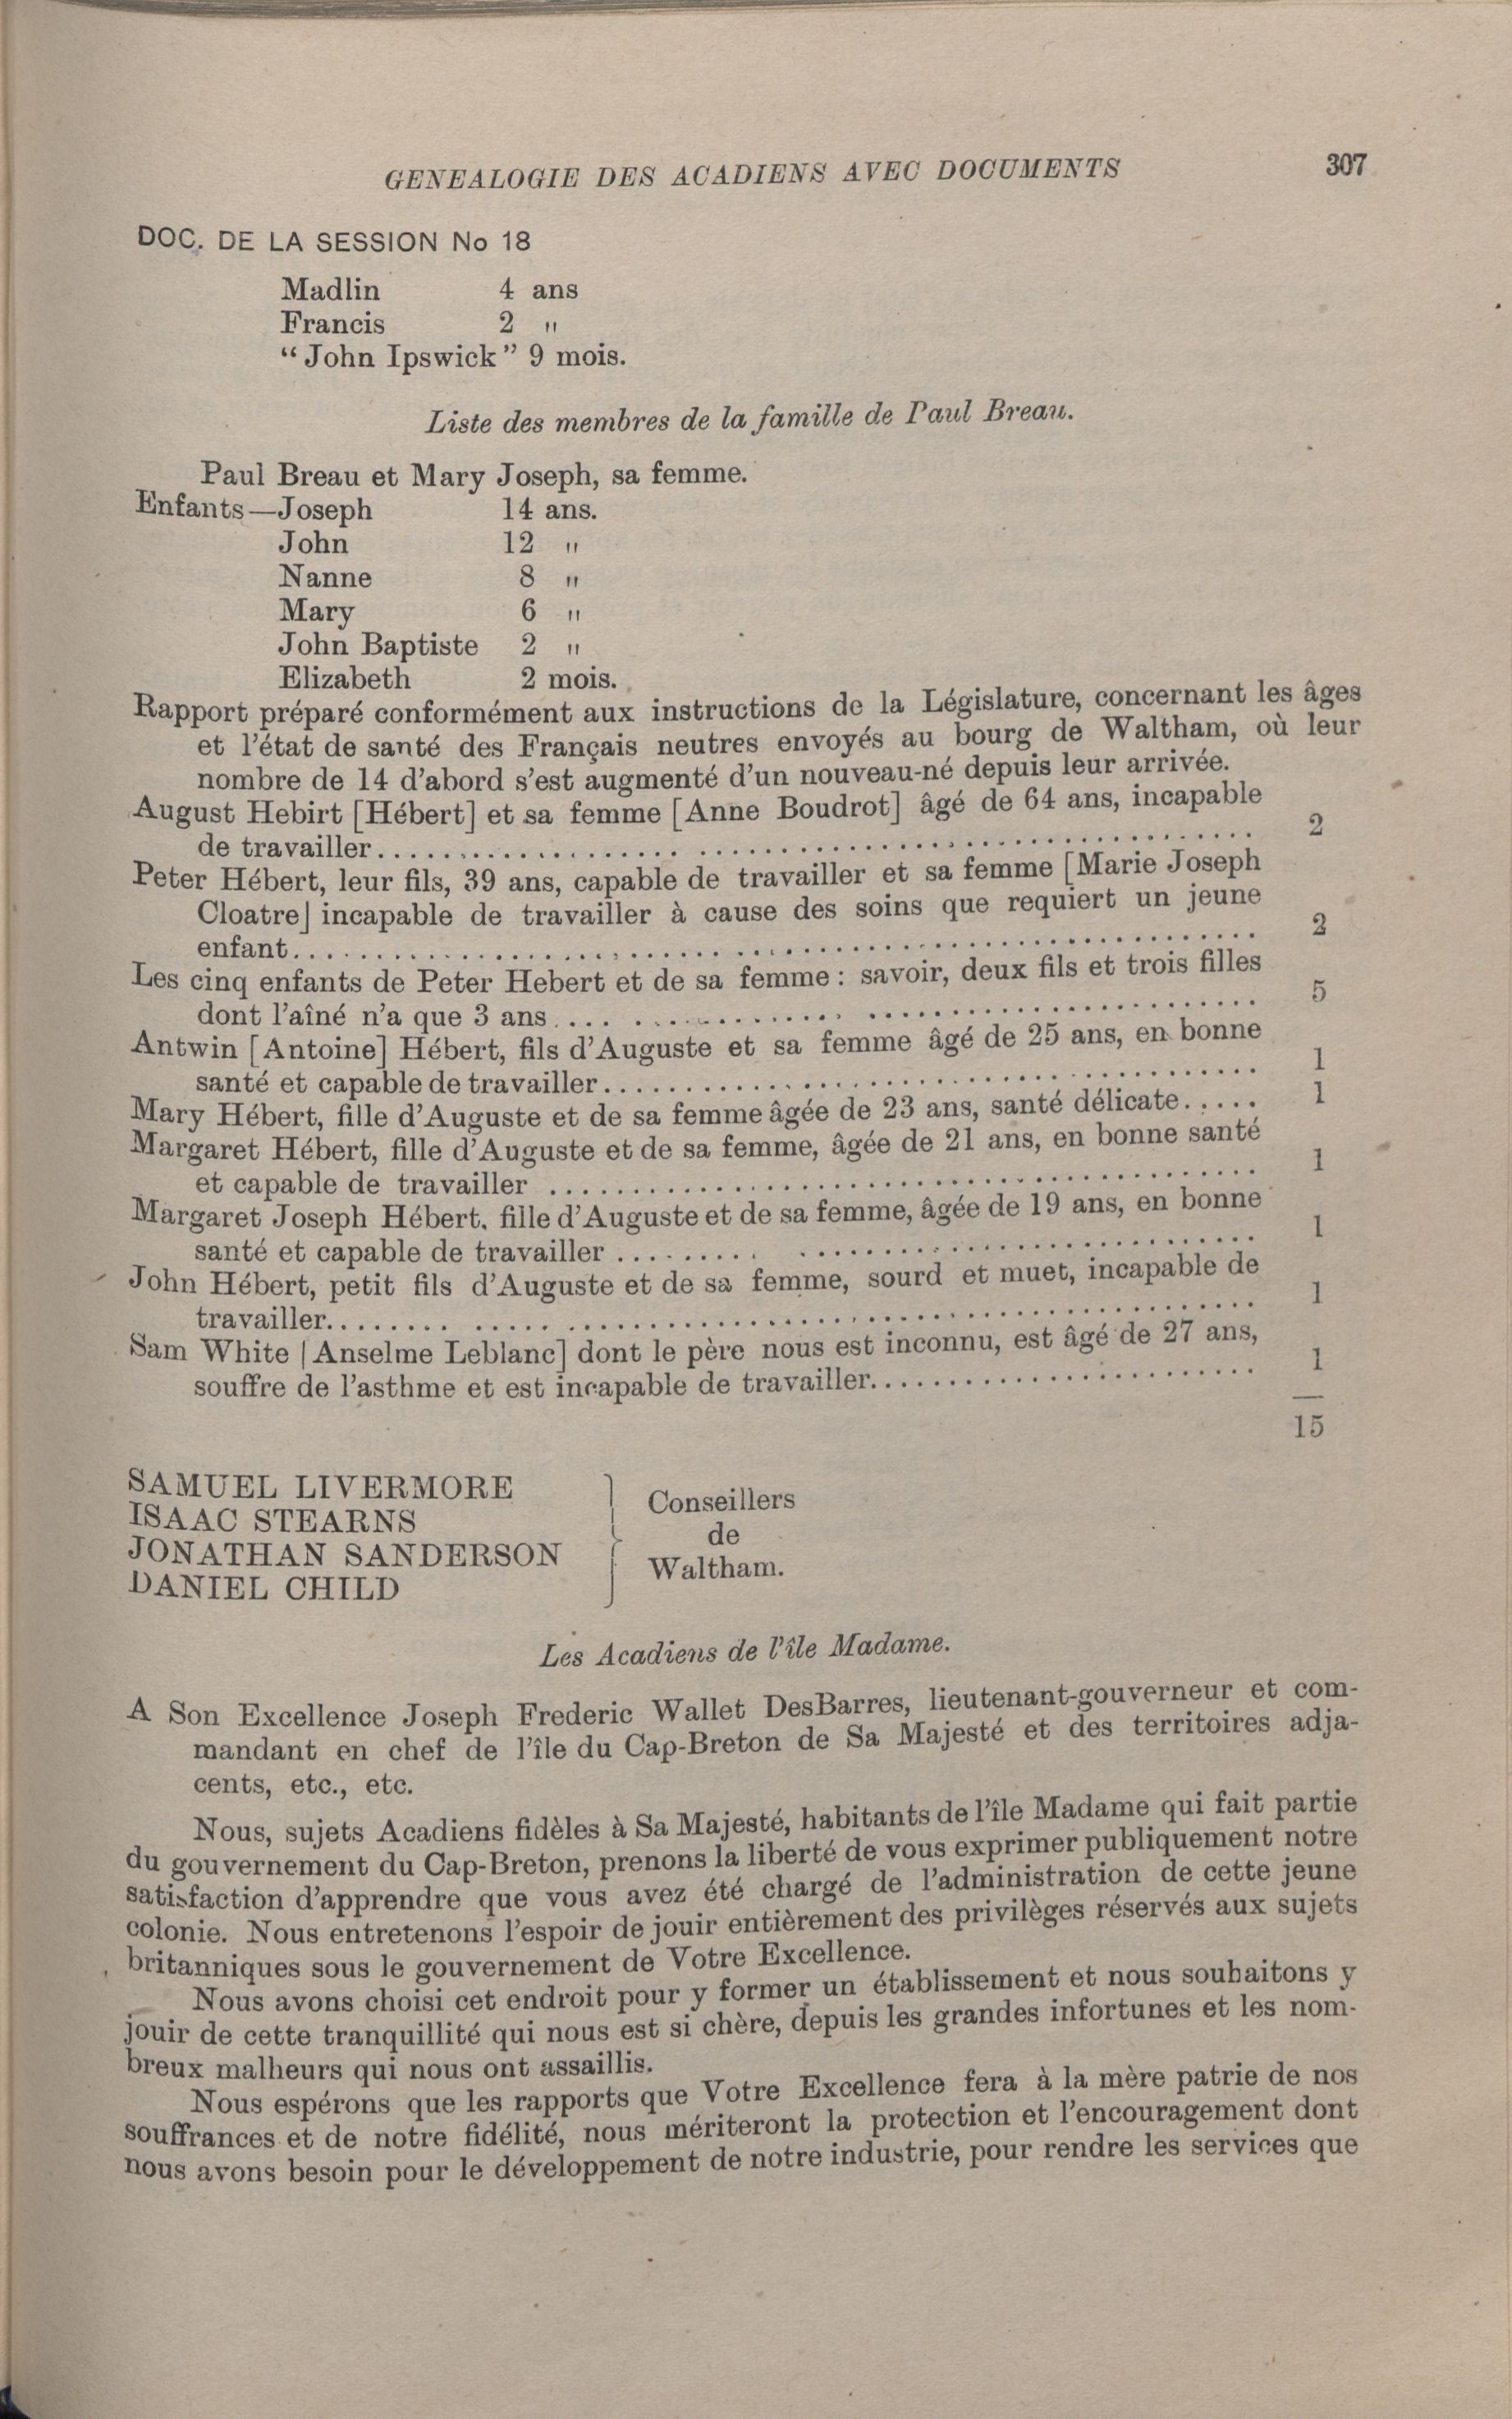 GENEALOGIE DES ACADIENS AVEC DOCUMENTS 307
DOC. DE LA SESSION No 18
Madlin 4 ans
Francis 2 "
“John Ipswick” 9 mois.
Liste des membres de la famille de Paul Breau.
Paul Breau et Mary Joseph, sa femme.
Enfants—Joseph 14 ans.
John 12 "
Nanne 8 "
Mary 6 "
John Baptiste 2 "
Elizabeth 2 mois.
Rapport préparé conformément aux instructions de la Législature, concernant les âges
et l'état de santé des Français neutres envoyés au bourg de Waltham, où leur
nombre de 14 d'abord s'est augmenté d'un nouveau-né depuis leur arrivée.
August Hebirt [Hébert] et sa femme [Anne Boudrot] âgé de 64 ans, incapable
de travailler........................................................ 2
Peter Hébert, leur fils, 39 ans, capable de travailler et sa femme [Marie Joseph
Cloatre] incapable de travailler à cause des soins que requiert un jeune
enfant........................................................ 2
Les cinq enfants de Peter Hebert et de sa femme : savoir, deux fils et trois filles
dont l'aîné n'a que 3 ans........................................ 5
Antwin [Antoine] Hébert, fils d'Auguste et sa femme âgé de 25 ans, en bonne
santé et capable de travailler........................................ 1
Mary Hébert, fille d'Auguste et de sa femme âgée de 23 ans, santé délicate..... 1
Margaret Hébert, fille d'Auguste et de sa femme, âgée de 21 ans, en bonne santé
et capable de travailler ........................................ 1
Margaret Joseph Hébert, fille d'Auguste et de sa femme, âgée de 19 ans, en bonne
santé et capable de travailler ........................................ 1
John Hébert, petit fils d'Auguste et de sa femme, sourd et muet, incapable de
travailler........................................................ 1
Sam White [Anselme Leblanc] dont le père nous est inconnu, est âgé de 27 ans,
souffre de l'asthme et est incapable de travailler........................ 1
15
SAMUEL LIVERMORE
ISAAC STEARNS
JONATHAN SANDERSON
DANIEL CHILD
Conseillers
de
Waltham.
Les Acadiens de l'île Madame.
A Son Excellence Joseph Frederic Wallet DesBarres, lieutenant-gouverneur et com-
mandant en chef de l'île du Cap-Breton de Sa Majesté et des territoires adja-
cents, etc., etc.
Nous, sujets Acadiens fidèles à Sa Majesté, habitants de l'île Madame qui fait partie
du gouvernement du Cap-Breton, prenons la liberté de vous exprimer publiquement notre
satisfaction d'apprendre que vous avez été chargé de l'administration de cette jeune
colonie. Nous entretenons l'espoir de jouir entièrement des privilèges réservés aux sujets
britanniques sous le gouvernement de Votre Excellence.
Nous avons choisi cet endroit pour y former un établissement et nous souhaitons y
jouir de cette tranquillité qui nous est si chère, depuis les grandes infortunes et les nom-
breux malheurs qui nous ont assaillis.
Nous espérons que les rapports que Votre Excellence fera à la mère patrie de nos
souffrances et de notre fidélité, nous mériteront la protection et l'encouragement dont
nous avons besoin pour le développement de notre industrie, pour rendre les services que